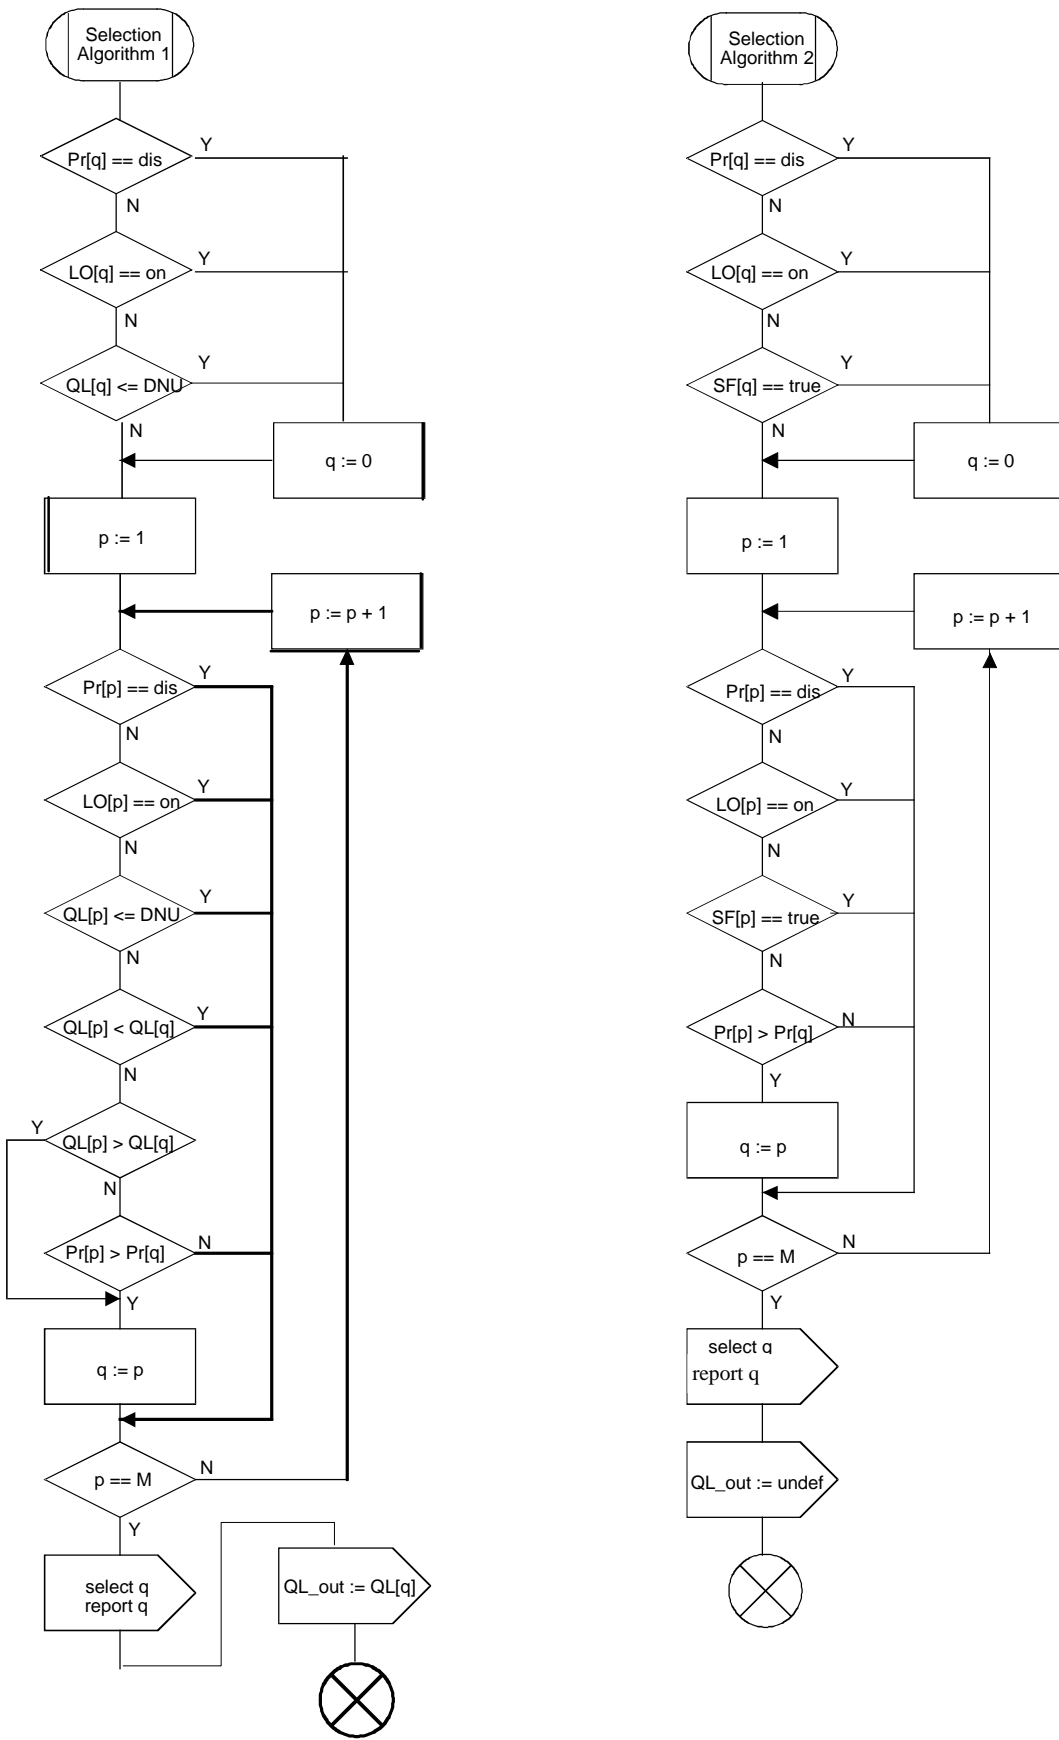 Selection
Algorithm 1
Pr[q] == dis
Y
N
LO[q] == on
Y
N
QL[q] <= DNU
Y
N
q := 0
p := 1
p := p + 1
Pr[p] == dis
Y
N
LO[p] == on
Y
N
QL[p] <= DNU
Y
N
QL[p] < QL[q]
Y
N
Y
QL[p] > QL[q]
N
Pr[p] > Pr[q]
N
Y
q := p
p == M
N
Y
select q
report q
QL_out := QL[q]
Selection
Algorithm 2
Pr[q] == dis
Y
N
LO[q] == on
Y
N
SF[q] == true
Y
N
q := 0
p := 1
p := p + 1
Pr[p] == dis
Y
N
LO[p] == on
Y
N
SF[p] == true
Y
N
Pr[p] > Pr[q]
N
Y
q := p
p == M
N
Y
select q
report q
QL_out := undef